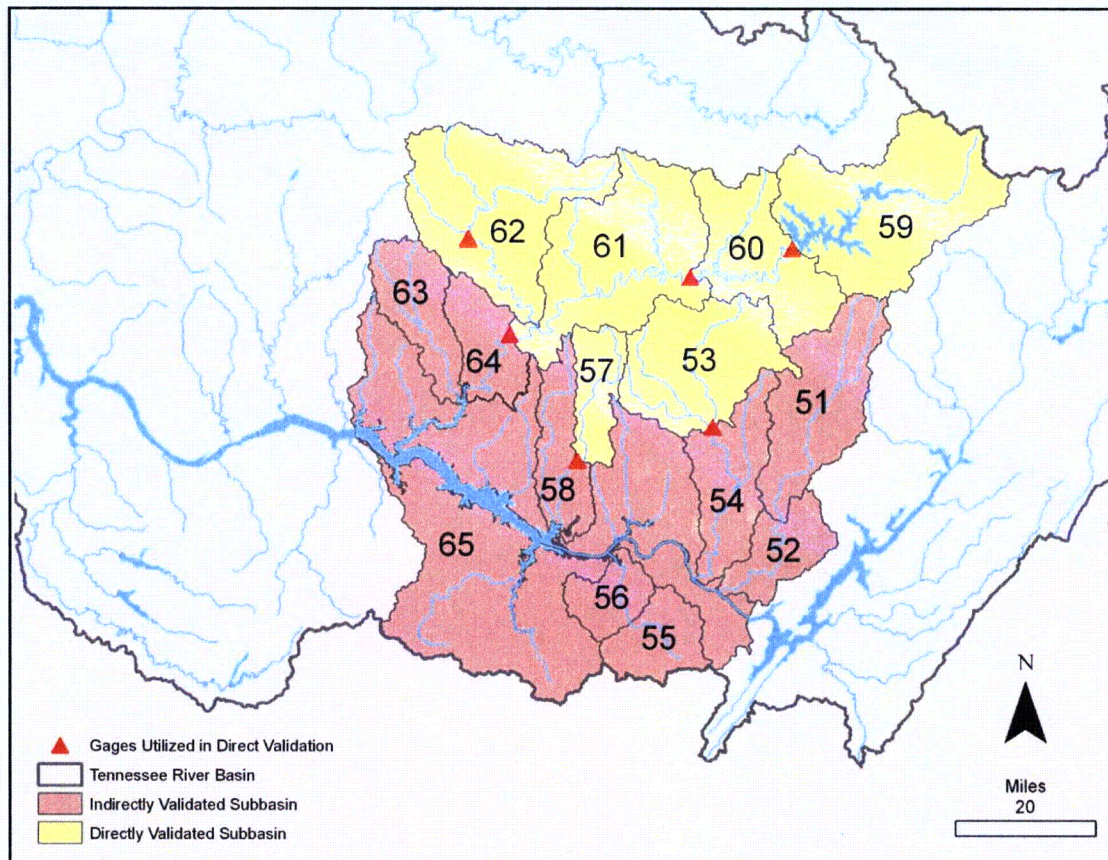 59
62
60
61
63
57
53
64
51
58
54
65
52
56
55
N
Gages Utilized in Direct Validation
Tennessee River Basin
Indirectly Validated Subbasin
Directly Validated Subbasin
Miles
20